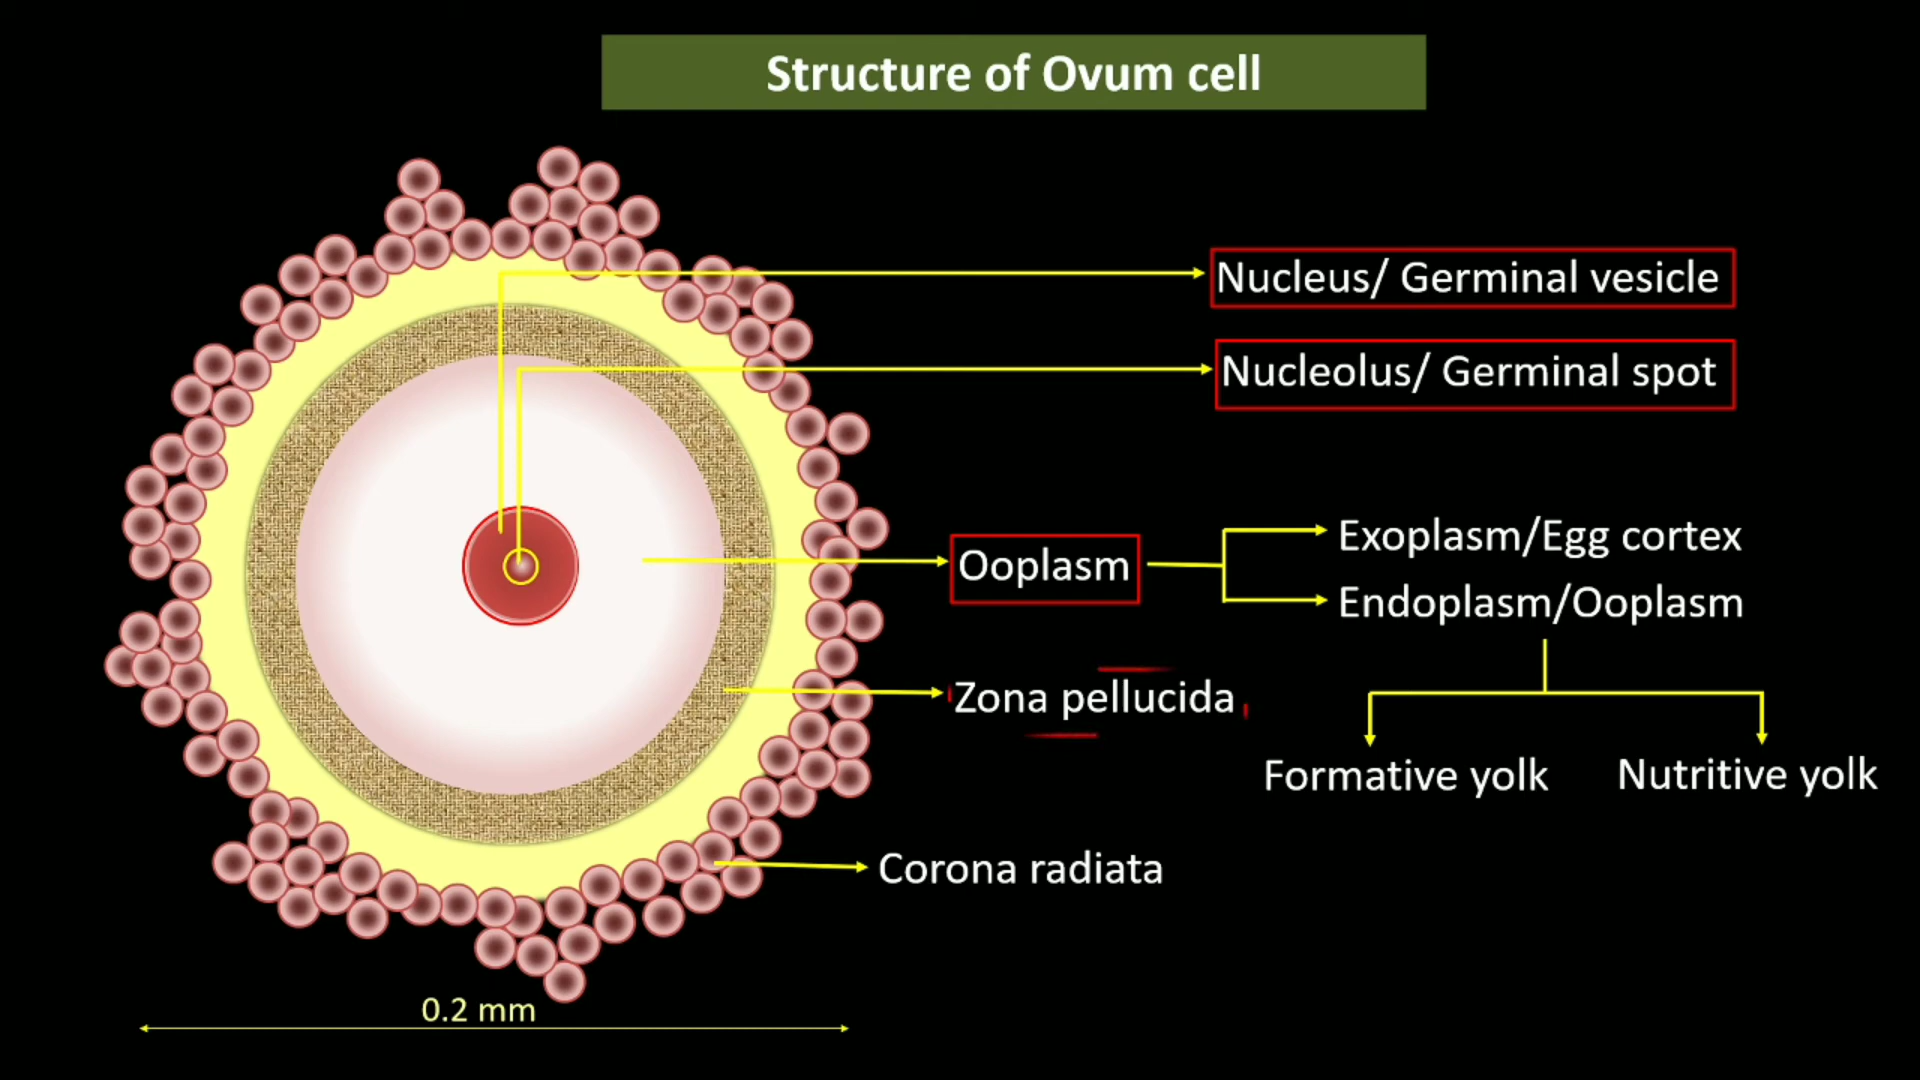 Structure of Ovum cell
Nucleus/ Germinal vesicle
Nucleolus/ Germinal spot
Ooplasm
Exoplasm/Egg cortex
Endoplasm/Ooplasm
Zona pellucida
Formative yolk
Nutritive yolk
Corona radiata
0.2 mm